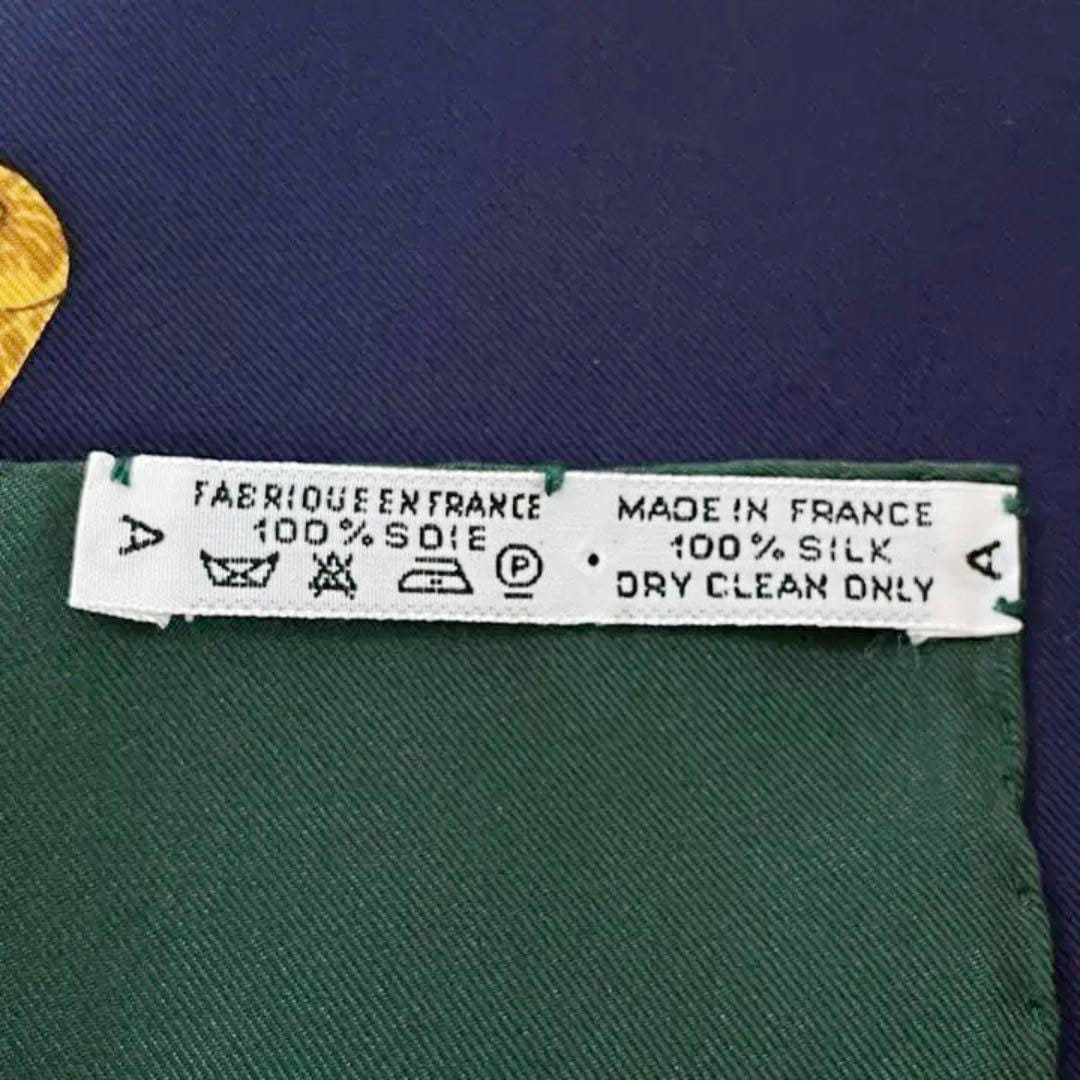 A
FABRIQUE EN FRANCE
100% SOIE
P
MADE IN FRANCE
100% SILK
DRY CLEAN ONLY
A